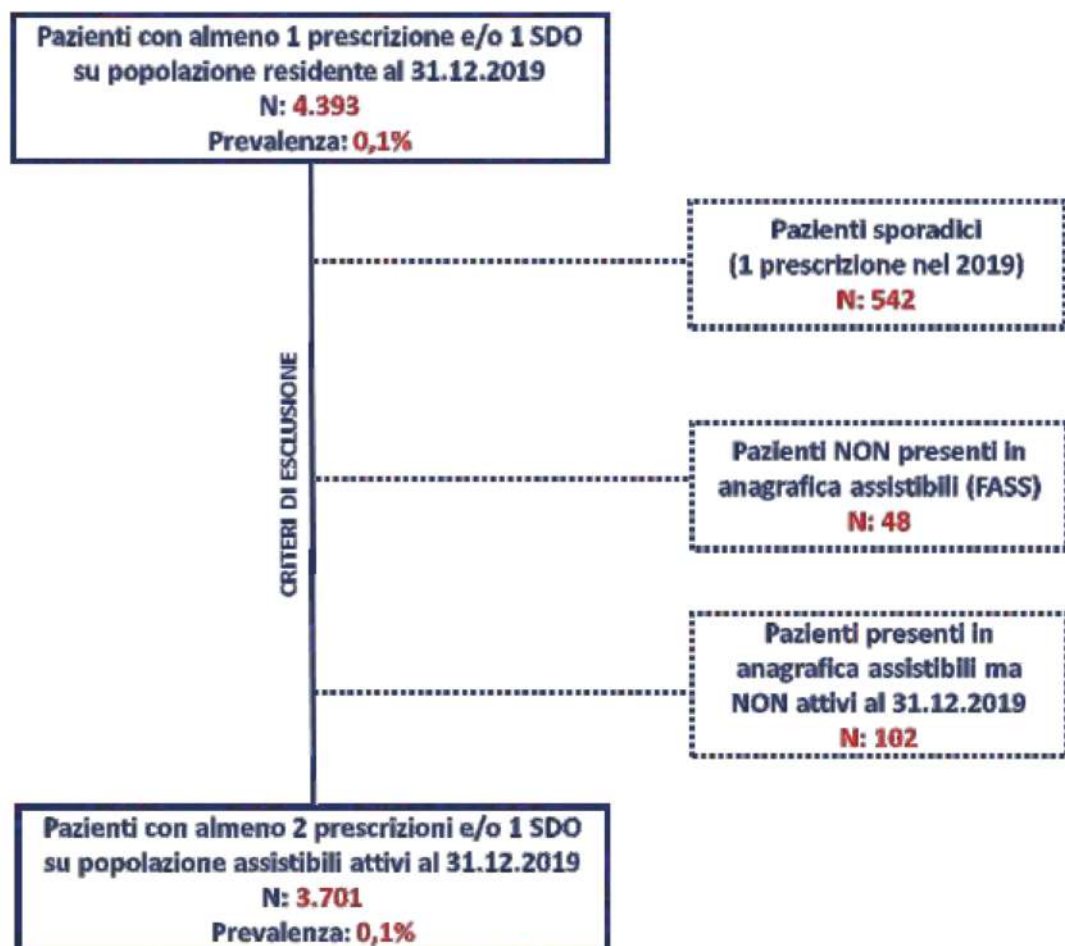 Pazienti con almeno 1 prescrizione e/o 1 SDO
su popolazione residente al 31.12.2019
N: 4.393
Prevalenza: 0,1%
Pazienti sporadici
(1 prescrizione nel 2019)
N: 542
CRITERI DI ESCLUSIONE
Pazienti NON presenti in
anagrafica assistibili (FASS)
N: 48
Pazienti presenti in
anagrafica assistibili ma
NON attivi al 31.12.2019
N: 102
Pazienti con almeno 2 prescrizioni e/o 1 SDO
su popolazione assistibili attivi al 31.12.2019
N: 3.701
Prevalenza: 0,1%